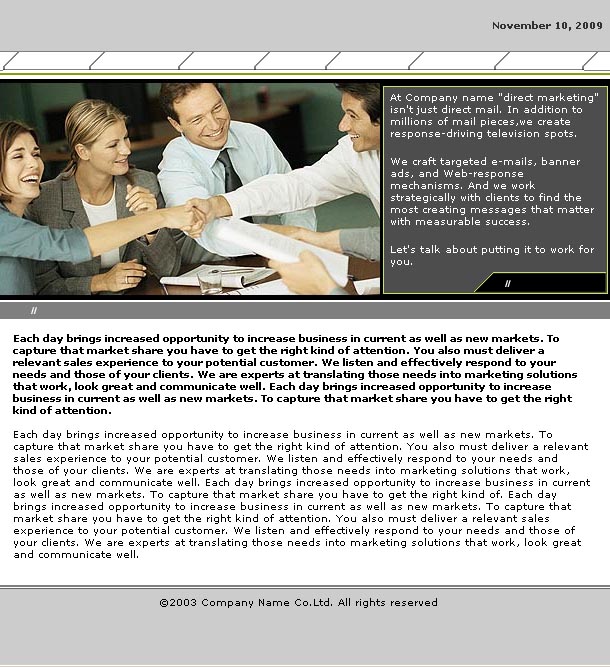 November 10, 2009
At Company name "direct marketing"
isn't just direct mail. In addition to
millions of mail pieces,we create
response-driving television spots.
We craft targeted e-mails, banner
ads, and Web-response
mechanisms. And we work
strategically with clients to find the
most creating messages that matter
with measurable success.
Let's talk about putting it to work for
you.
//
//
Each day brings increased opportunity to increase business in current as well as new markets. To
capture that market share you have to get the right kind of attention. You also must deliver a
relevant sales experience to your potential customer. We listen and effectively respond to your
needs and those of your clients. We are experts at translating those needs into marketing solutions
that work, look great and communicate well. Each day brings increased opportunity to increase
business in current as well as new markets. To capture that market share you have to get the right
kind of attention.
Each day brings increased opportunity to increase business in current as well as new markets. To
capture that market share you have to get the right kind of attention. You also must deliver a relevant
sales experience to your potential customer. We listen and effectively respond to your needs and
those of your clients. We are experts at translating those needs into marketing solutions that work,
look great and communicate well. Each day brings increased opportunity to increase business in current
as well as new markets. To capture that market share you have to get the right kind of. Each day
brings increased opportunity to increase business in current as well as new markets. To capture that
market share you have to get the right kind of attention. You also must deliver a relevant sales
experience to your potential customer. We listen and effectively respond to your needs and those of
your clients. We are experts at translating those needs into marketing solutions that work, look great
and communicate well.
©2003 Company Name Co.Ltd. All rights reserved